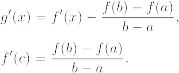 g′(x) = f′(x) − \frac{f(b) − f(a)}{b − a},
f′(c) = \frac{f(b) − f(a)}{b − a}.